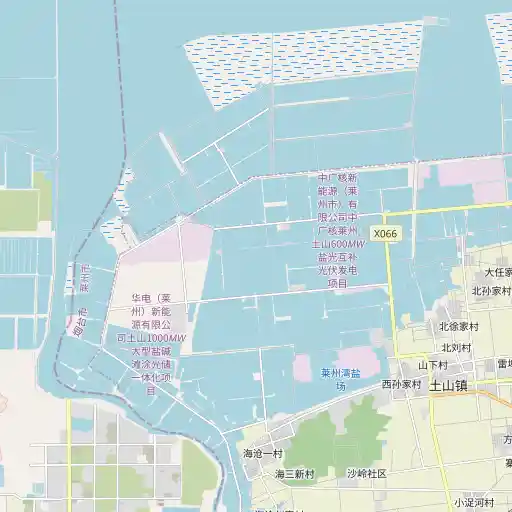 中广核新
能源（莱
州市）有
限公司中
广核莱州
土山600MW
盐光互补
光伏发电
项目
X066
大任家
北孙家村
华电（莱
州）新能
源有限公
司土山1000MW
大型盐碱
滩涂光储
一体化项
目
烟台市
北徐家村
北刘村
山下村
莱州湾盐
场
西孙家村
土山镇
海沧一村
海三新村
沙岭社区
小浞河村